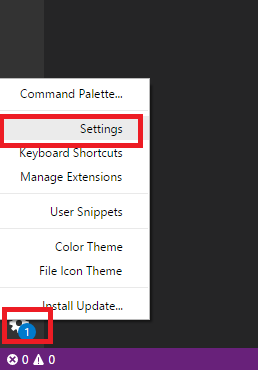 Command Palette...
Settings
Keyboard Shortcuts
Manage Extensions
User Snippets
Color Theme
File Icon Theme
Install Update...
1
0 0